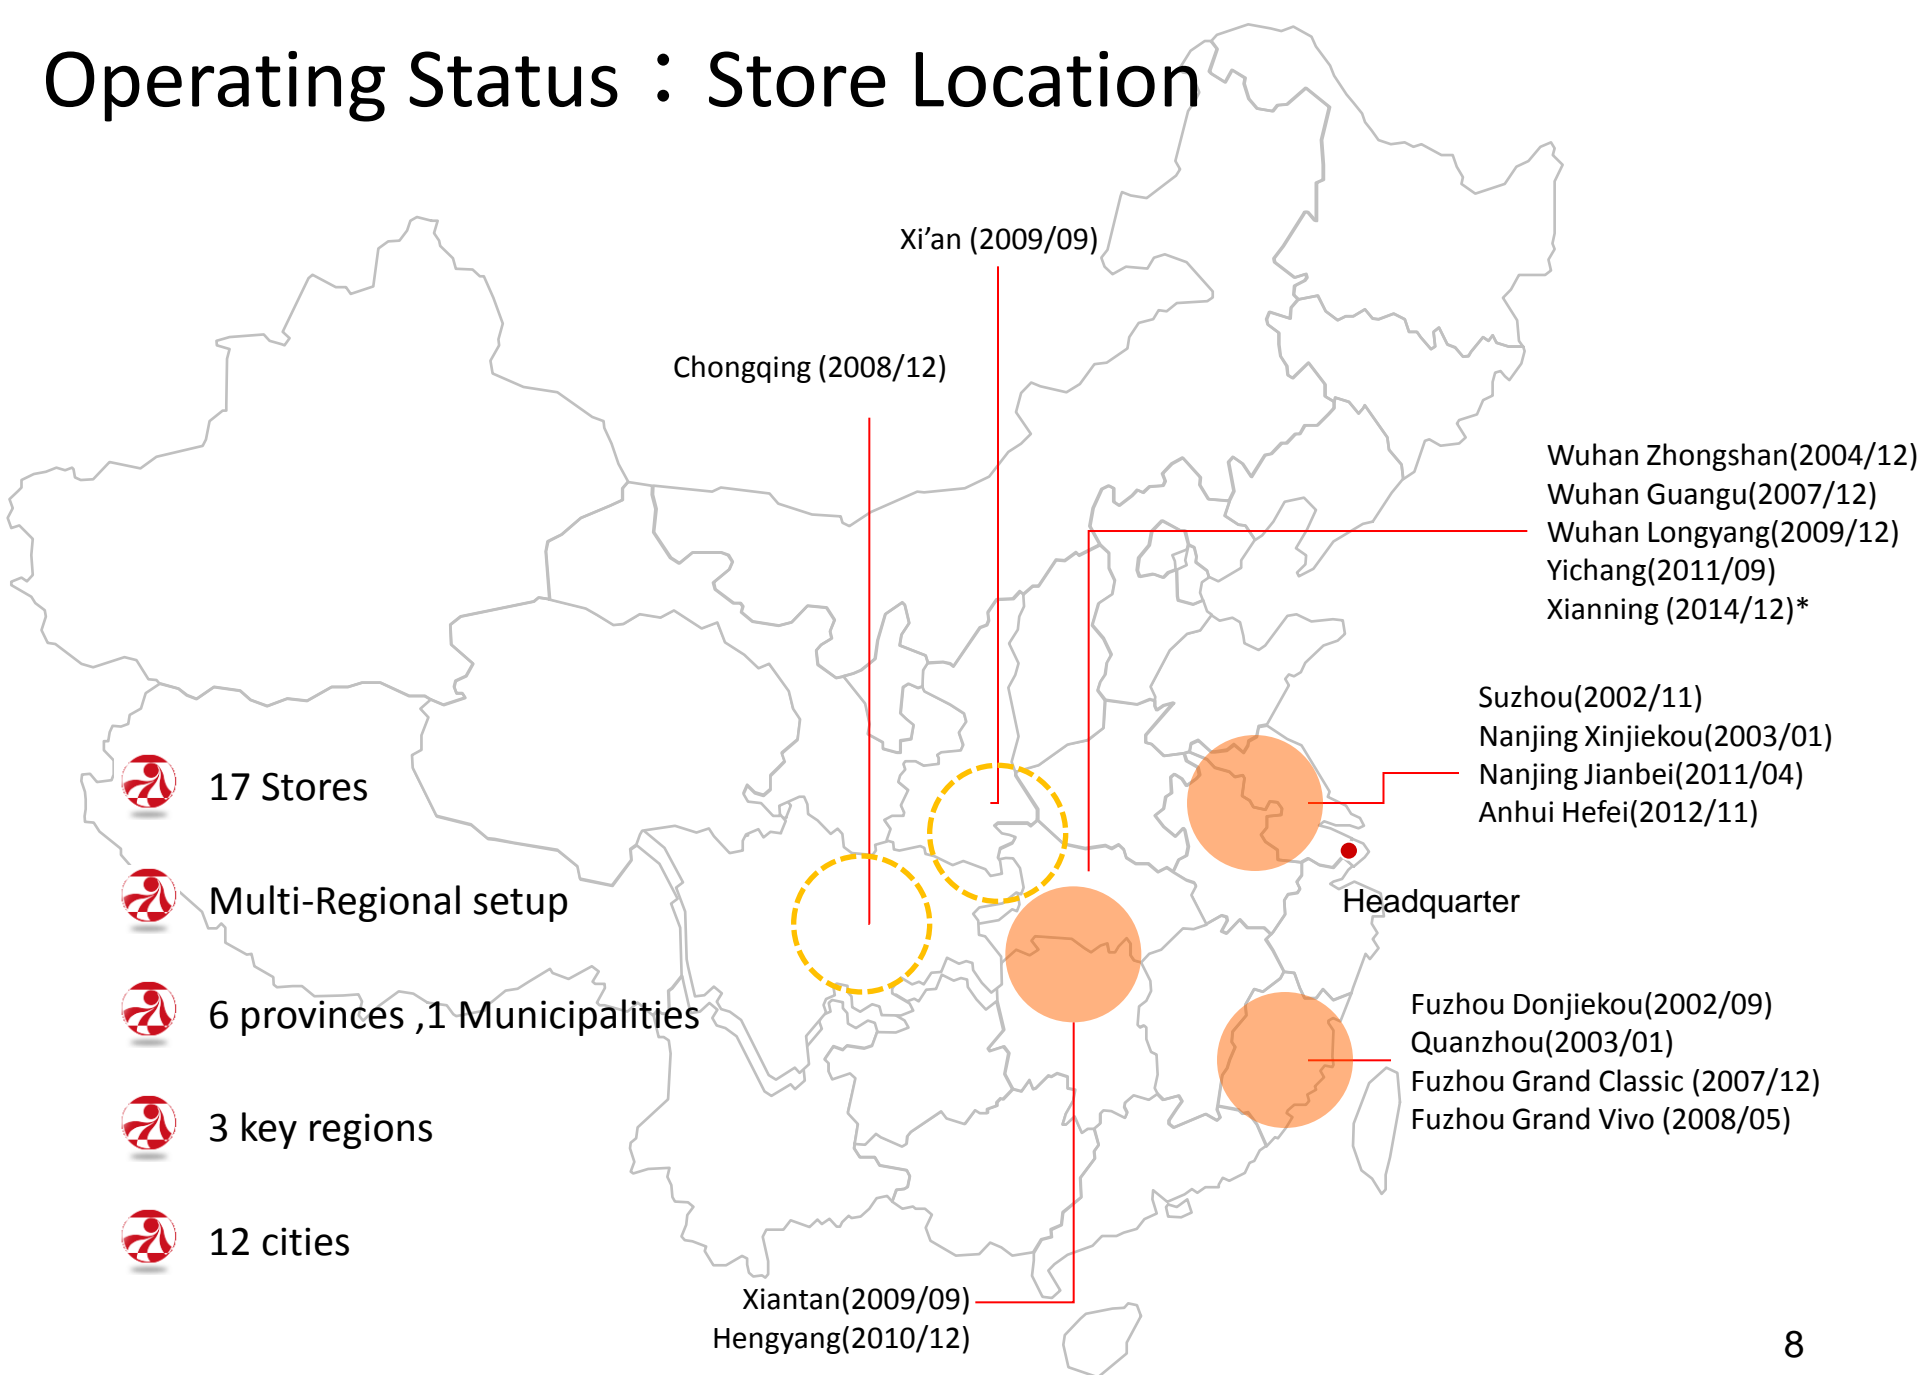 Operating Status：Store Location
Xi’an (2009/09)
Chongqing (2008/12)
Wuhan Zhongshan(2004/12)
Wuhan Guangu(2007/12)
Wuhan Longyang(2009/12)
Yichang(2011/09)
Xianning (2014/12)*
Suzhou(2002/11)
Nanjing Xinjiekou(2003/01)
Nanjing Jianbei(2011/04)
Anhui Hefei(2012/11)
Headquarter
17 Stores
Multi-Regional setup
6 provinces ,1 Municipalities
3 key regions
12 cities
Fuzhou Donjiekou(2002/09)
Quanzhou(2003/01)
Fuzhou Grand Classic (2007/12)
Fuzhou Grand Vivo (2008/05)
Xiantan(2009/09)
Hengyang(2010/12)
8